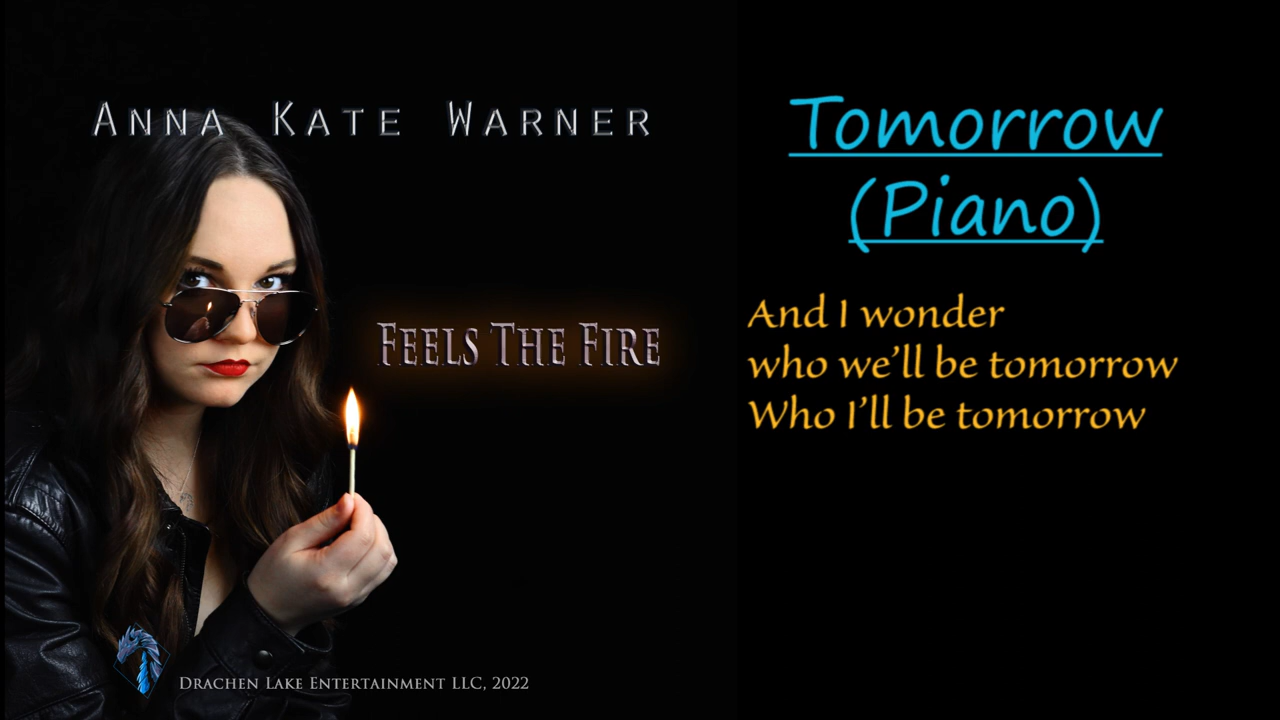 ANNA KATE WARNER
FEELS THE FIRE
DRACHEN LAKE ENTERTAINMENT LLC, 2022
Tomorrow
(Piano)
And I wonder
who we'll be tomorrow
Who I'll be tomorrow